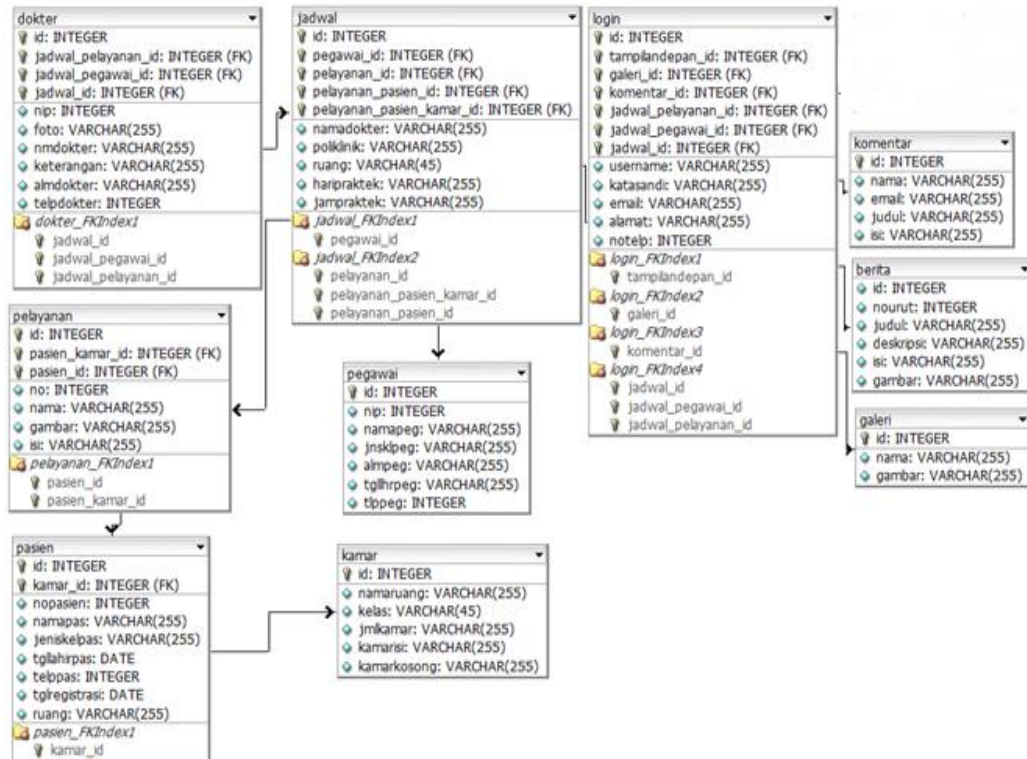 dokter
id: INTEGER
jadwal_pelayanan_id: INTEGER (FK)
jadwal_pegawai_id: INTEGER (FK)
jadwal_id: INTEGER (FK)
nip: INTEGER
foto: VARCHAR(255)
nmdokter: VARCHAR(255)
keterangan: VARCHAR(255)
almdokter: VARCHAR(255)
telpdokter: INTEGER
dokter_FKIndex1
jadwal_id
jadwal_pegawai_id
jadwal_pelayanan_id
jadwal
id: INTEGER
pegawai_id: INTEGER (FK)
pelayanan_id: INTEGER (FK)
pelayanan_pasien_id: INTEGER (FK)
pelayanan_pasien_kamar_id: INTEGER (FK)
namadokter: VARCHAR(255)
poliklinik: VARCHAR(255)
ruang: VARCHAR(45)
haripraktek: VARCHAR(255)
jampraktek: VARCHAR(255)
jadwal_FKIndex1
pegawai_id
jadwal_FKIndex2
pelayanan_id
pelayanan_pasien_kamar_id
pelayanan_pasien_id
login
id: INTEGER
tampilandepan_id: INTEGER (FK)
galeri_id: INTEGER (FK)
komentar_id: INTEGER (FK)
jadwal_pelayanan_id: INTEGER (FK)
jadwal_pegawai_id: INTEGER (FK)
jadwal_id: INTEGER (FK)
username: VARCHAR(255)
katasandi: VARCHAR(255)
email: VARCHAR(255)
alamat: VARCHAR(255)
notelp: INTEGER
login_FKIndex1
tampilandepan_id
login_FKIndex2
galeri_id
login_FKIndex3
komentar_id
login_FKIndex4
jadwal_id
jadwal_pegawai_id
jadwal_pelayanan_id
komentar
id: INTEGER
nama: VARCHAR(255)
email: VARCHAR(255)
judul: VARCHAR(255)
isi: VARCHAR(255)
berita
id: INTEGER
nourut: INTEGER
judul: VARCHAR(255)
deskripsi: VARCHAR(255)
isi: VARCHAR(255)
gambar: VARCHAR(255)
galeri
id: INTEGER
nama: VARCHAR(255)
gambar: VARCHAR(255)
pelayanan
id: INTEGER
pasien_kamar_id: INTEGER (FK)
pasien_id: INTEGER (FK)
no: INTEGER
nama: VARCHAR(255)
gambar: VARCHAR(255)
isi: VARCHAR(255)
pelayanan_FKIndex1
pasien_id
pasien_kamar_id
pegawai
id: INTEGER
nip: INTEGER
namapeg: VARCHAR(255)
jnsklpeg: VARCHAR(255)
almpeg: VARCHAR(255)
tgllhrpeg: VARCHAR(255)
tlppeg: INTEGER
pasien
id: INTEGER
kamar_id: INTEGER (FK)
nopasien: INTEGER
namapas: VARCHAR(255)
jeniskelpas: VARCHAR(255)
tgllahirpas: DATE
telppas: INTEGER
tglregistrasi: DATE
ruang: VARCHAR(255)
pasien_FKIndex1
kamar_id
kamar
id: INTEGER
namaruang: VARCHAR(255)
kelas: VARCHAR(45)
jmlkamar: VARCHAR(255)
kamarisi: VARCHAR(255)
kamarkosong: VARCHAR(255)